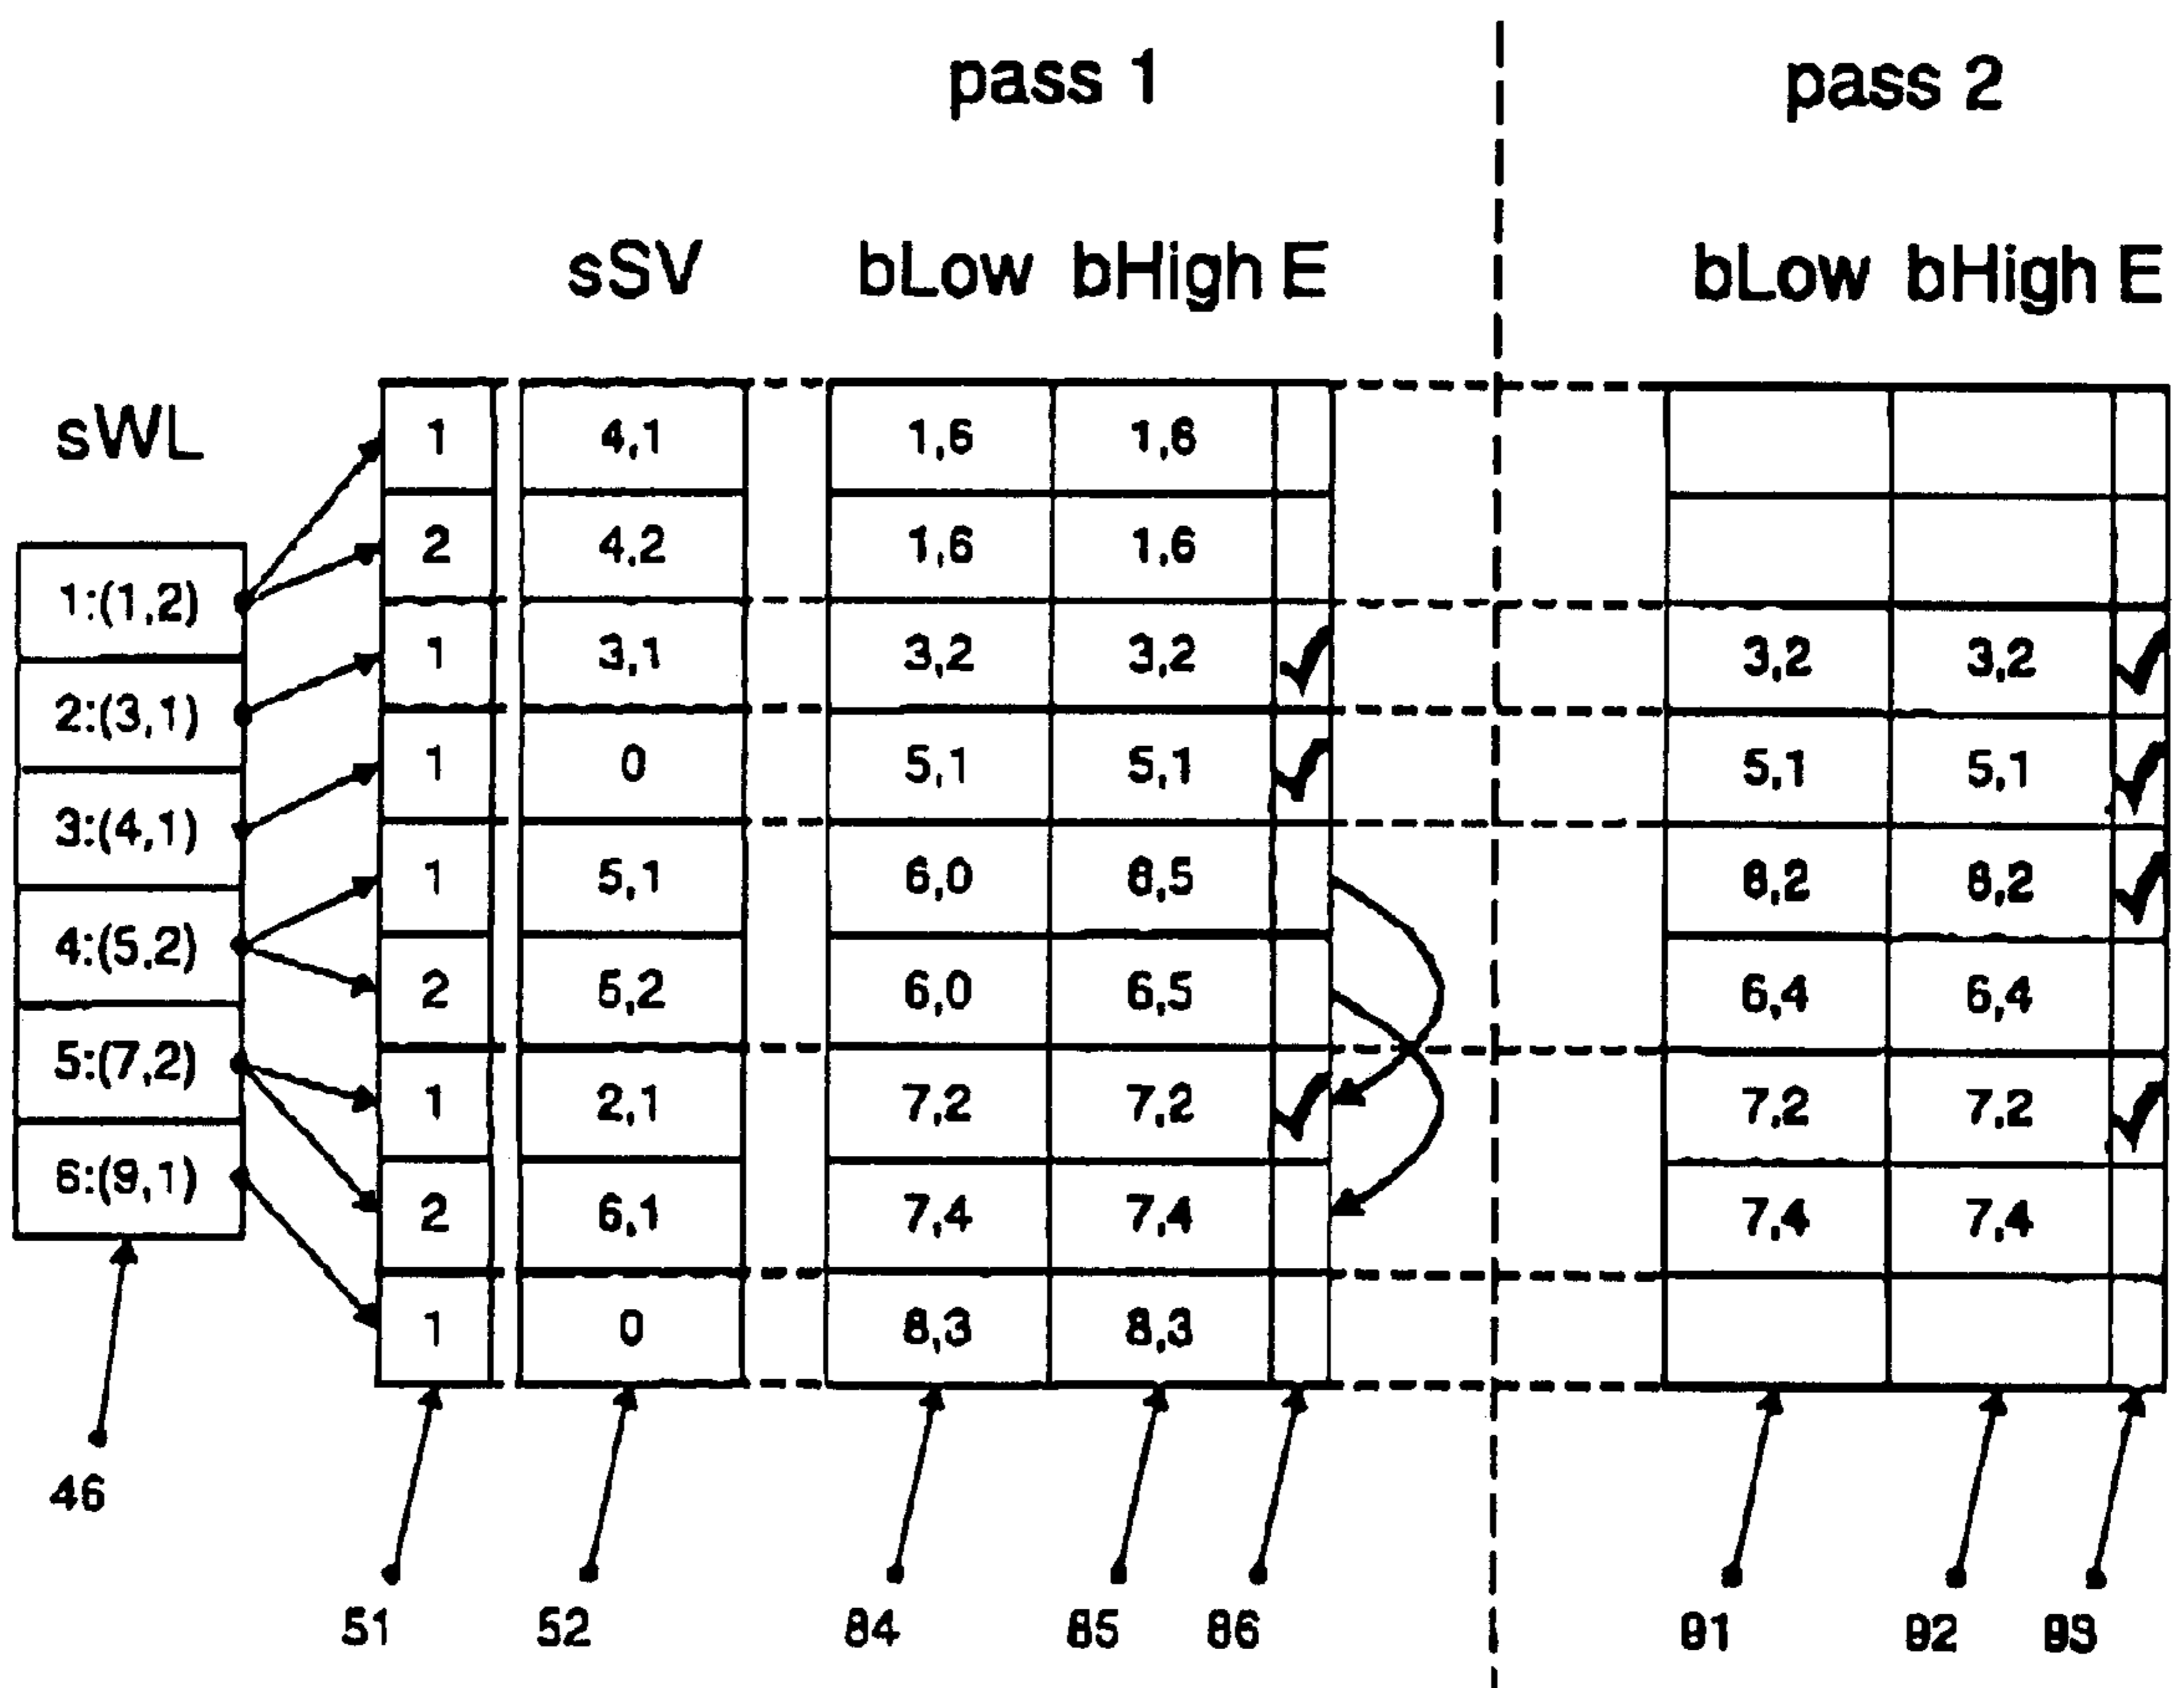 pass 1 pass 2
sSV bLow bHigh E bLow bHigh E
sWL
1 4,1 1,6 1,6
2 4,2 1,6 1,6
1:(1,2)
1 3,1 3,2 3,2 ✓ 3,2 3,2 ✓
2:(3,1)
1 0 5,1 5,1 ✓ 5,1 5,1 ✓
3:(4,1)
1 5,1 6,0 6,5 6,2 6,2 ✓
4:(5,2)
2 5,2 6,0 6,5 6,4 6,4
5:(7,2)
1 2,1 7,2 7,2 ✓ 7,2 7,2 ✓
6:(9,1)
2 6,1 7,4 7,4 7,4 7,4
1 0 8,3 8,3
46
51 52 84 85 86 91 92 93